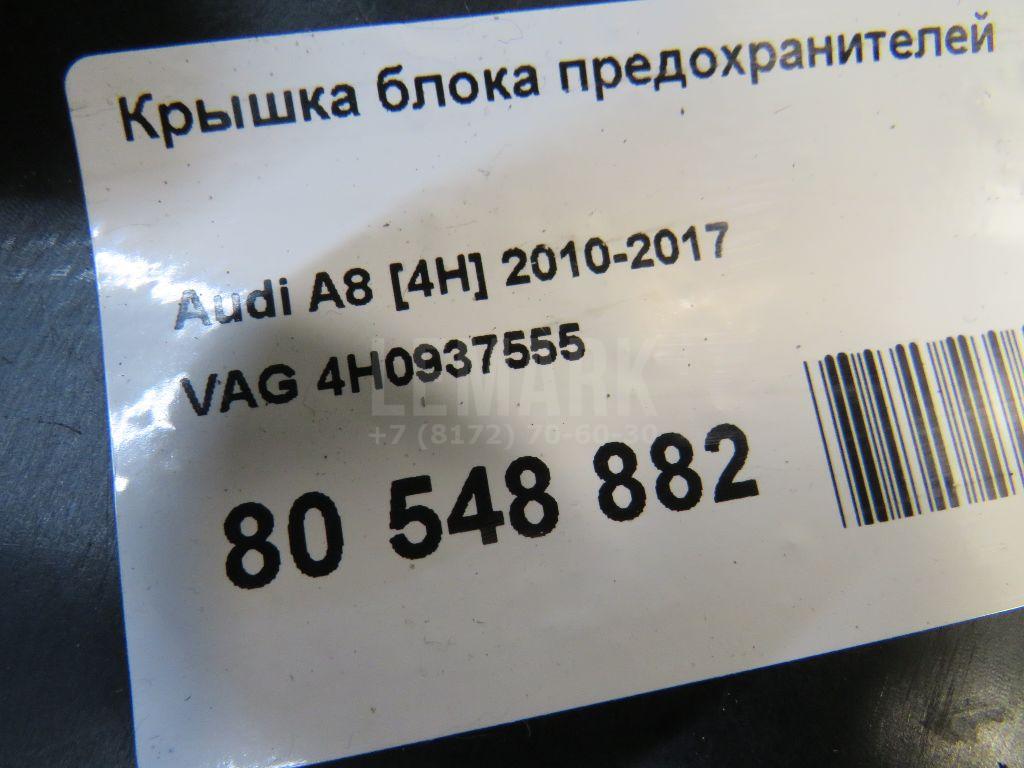 Крышка блока предохранителей
Audi A8 [4H] 2010-2017
VAG 4H0937555
LEMARK
+7 (8172) 70-60-30
80 548 882